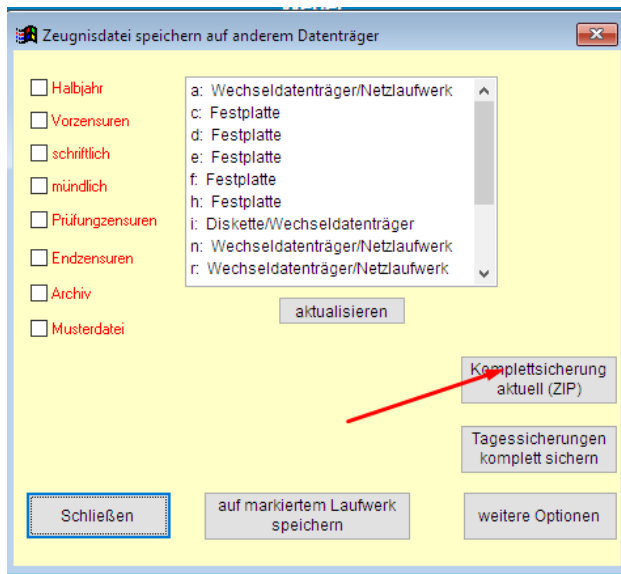 Zeugnisdatei speichern auf anderem Datenträger
Halbjahr
Vorzensuren
schriftlich
mündlich
Prüfungzensuren
Endzensuren
Archiv
Musterdatei
a: Wechseldatenträger/Netzlaufwerk
c: Festplatte
d: Festplatte
e: Festplatte
f: Festplatte
h: Festplatte
i: Diskette/Wechseldatenträger
n: Wechseldatenträger/Netzlaufwerk
r: Wechseldatenträger/Netzlaufwerk
aktualisieren
Komplettsicherung
aktuell (ZIP)
Tagessicherungen
komplett sichern
Schließen
auf markiertem Laufwerk
speichern
weitere Optionen